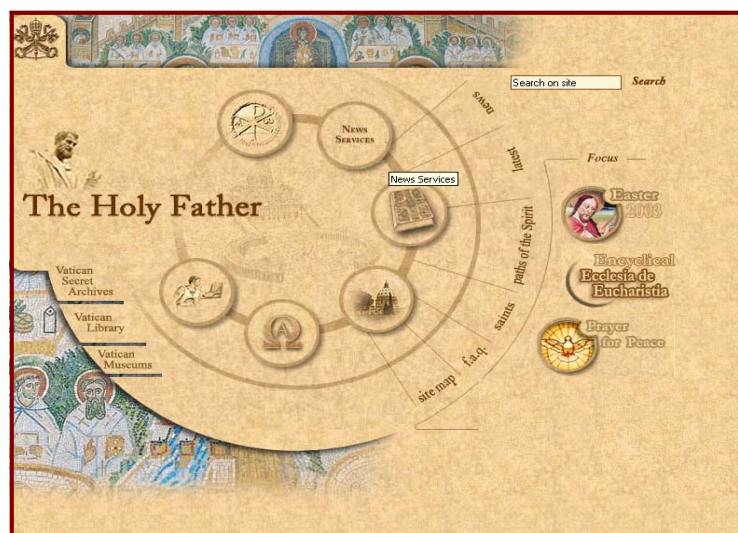 Search on site
Search
news
News
Services
latest
Focus
News Services
Easter
2003
The Holy Father
paths of the Spirit
Encyclical
Ecclesia de
Eucharistia
Vatican
Secret
Archives
Vatican
Library
saints
Prayer
for Peace
Vatican
Museums
f.a.q.
site map